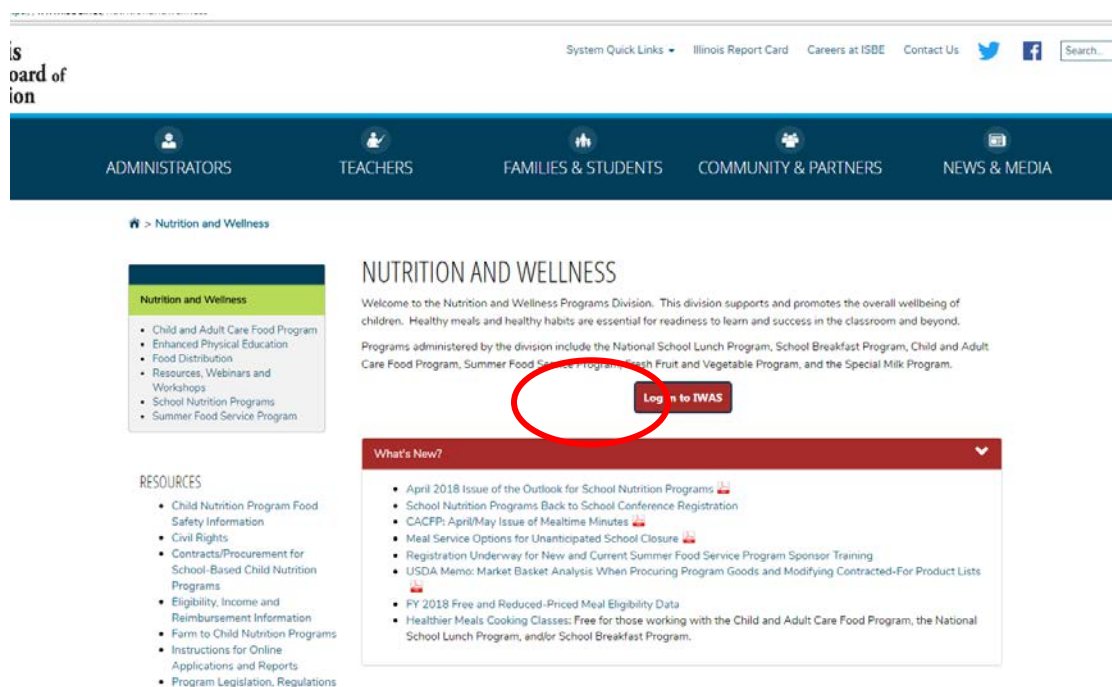 is
oard of
ion
System Quick Links
Illinois Report Card
Careers at ISBE
Contact Us
Search..
ADMINISTRATORS
TEACHERS
FAMILIES & STUDENTS
COMMUNITY & PARTNERS
NEWS & MEDIA
> Nutrition and Wellness
Nutrition and Wellness
• Child and Adult Care Food Program
• Enhanced Physical Education
• Food Distribution
• Resources, Webinars and
Workshops
• School Nutrition Programs
• Summer Food Service Program
RESOURCES
• Child Nutrition Program Food
Safety Information
• Civil Rights
• Contracts/Procurement for
School-Based Child Nutrition
Programs
• Eligibility, Income and
Reimbursement Information
• Farm to Child Nutrition Programs
• Instructions for Online
Applications and Reports
• Program Legislation, Regulations
NUTRITION AND WELLNESS
Welcome to the Nutrition and Wellness Programs Division. This division supports and promotes the overall wellbeing of
children. Healthy meals and healthy habits are essential for readiness to learn and success in the classroom and beyond.
Programs administered by the division include the National School Lunch Program, School Breakfast Program, Child and Adult
Care Food Program, Summer Food Service Program, Fresh Fruit and Vegetable Program, and the Special Milk Program.
Login to IWAS
What's New?
• April 2018 Issue of the Outlook for School Nutrition Programs
• School Nutrition Programs Back to School Conference Registration
• CACFP: April/May Issue of Mealtime Minutes
• Meal Service Options for Unanticipated School Closure
• Registration Underway for New and Current Summer Food Service Program Sponsor Training
• USDA Memo: Market Basket Analysis When Procuring Program Goods and Modifying Contracted-For Product Lists
• FY 2018 Free and Reduced-Priced Meal Eligibility Data
• Healthier Meals Cooking Classes: Free for those working with the Child and Adult Care Food Program, the National
School Lunch Program, and/or School Breakfast Program.